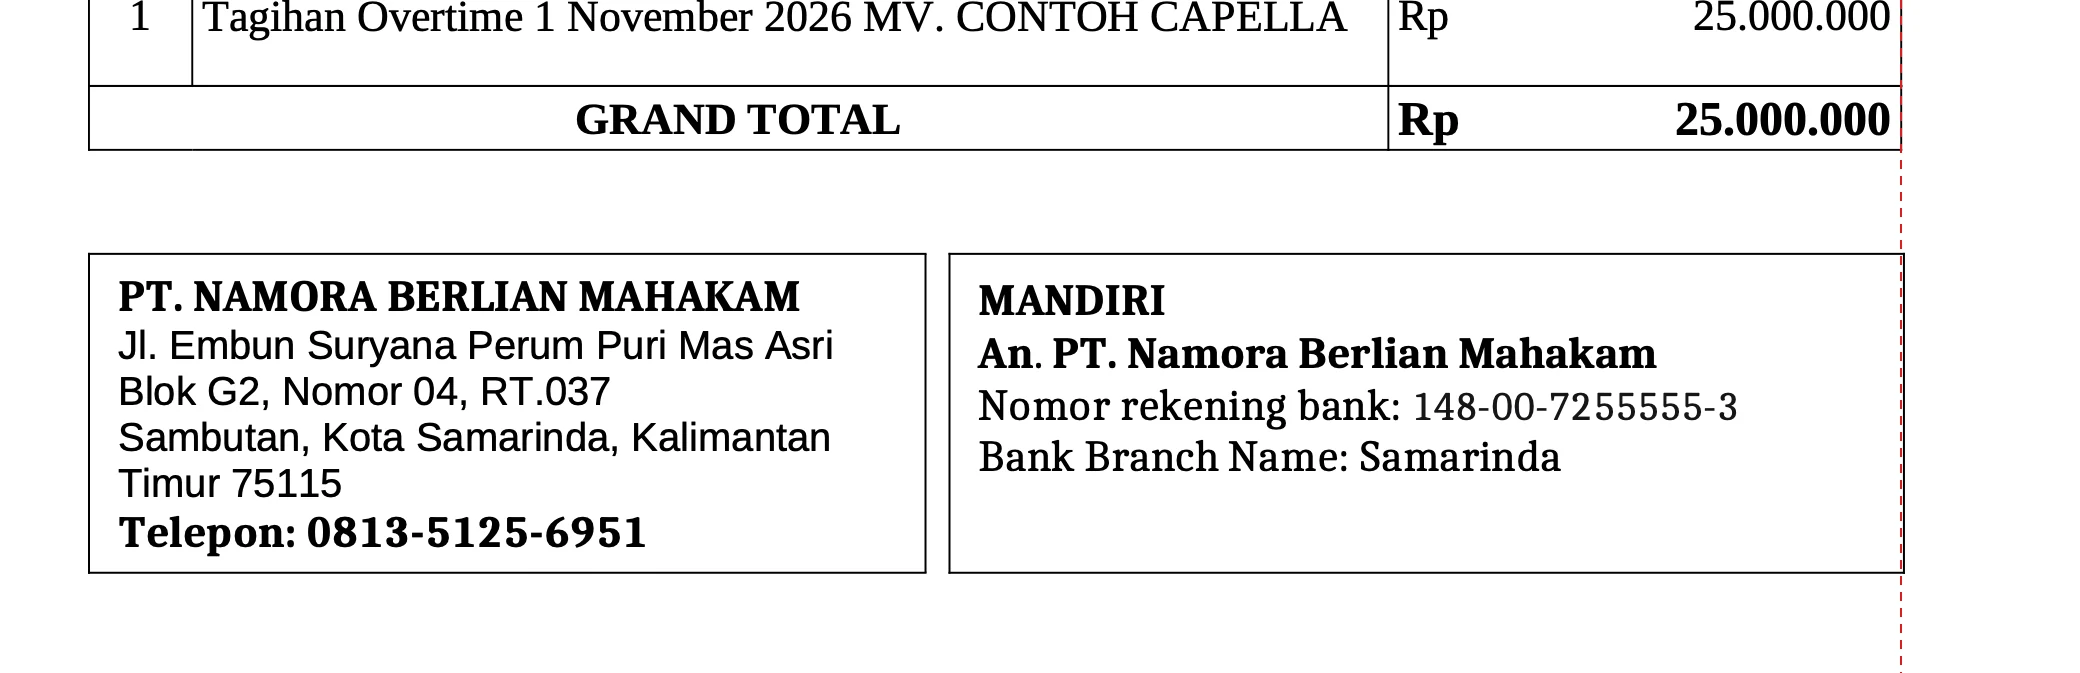 1 Tagihan Overtime 1 November 2026 MV. CONTOH CAPELLA Rp 25.000.000
GRAND TOTAL Rp 25.000.000
PT. NAMORA BERLIAN MAHAKAM
Jl. Embun Suryana Perum Puri Mas Asri
Blok G2, Nomor 04, RT.037
Sambutan, Kota Samarinda, Kalimantan
Timur 75115
Telepon: 0813-5125-6951
MANDIRI
An. PT. Namora Berlian Mahakam
Nomor rekening bank: 148-00-7255555-3
Bank Branch Name: Samarinda